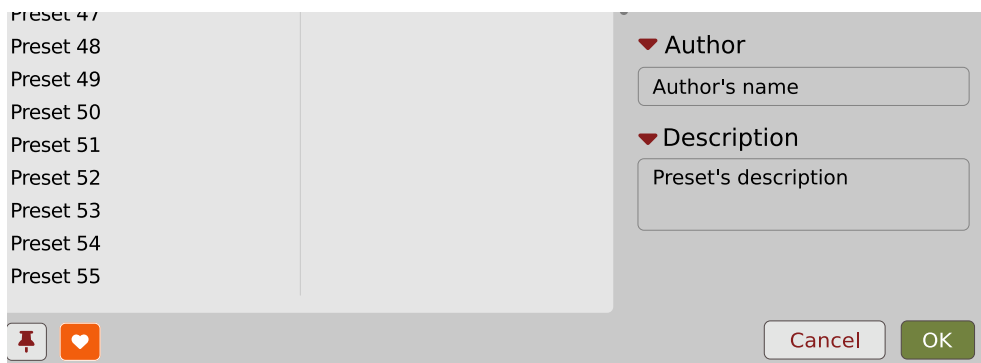 Preset 47
Preset 48
Preset 49
Preset 50
Preset 51
Preset 52
Preset 53
Preset 54
Preset 55
Author
Author's name
Description
Preset's description
Cancel
OK